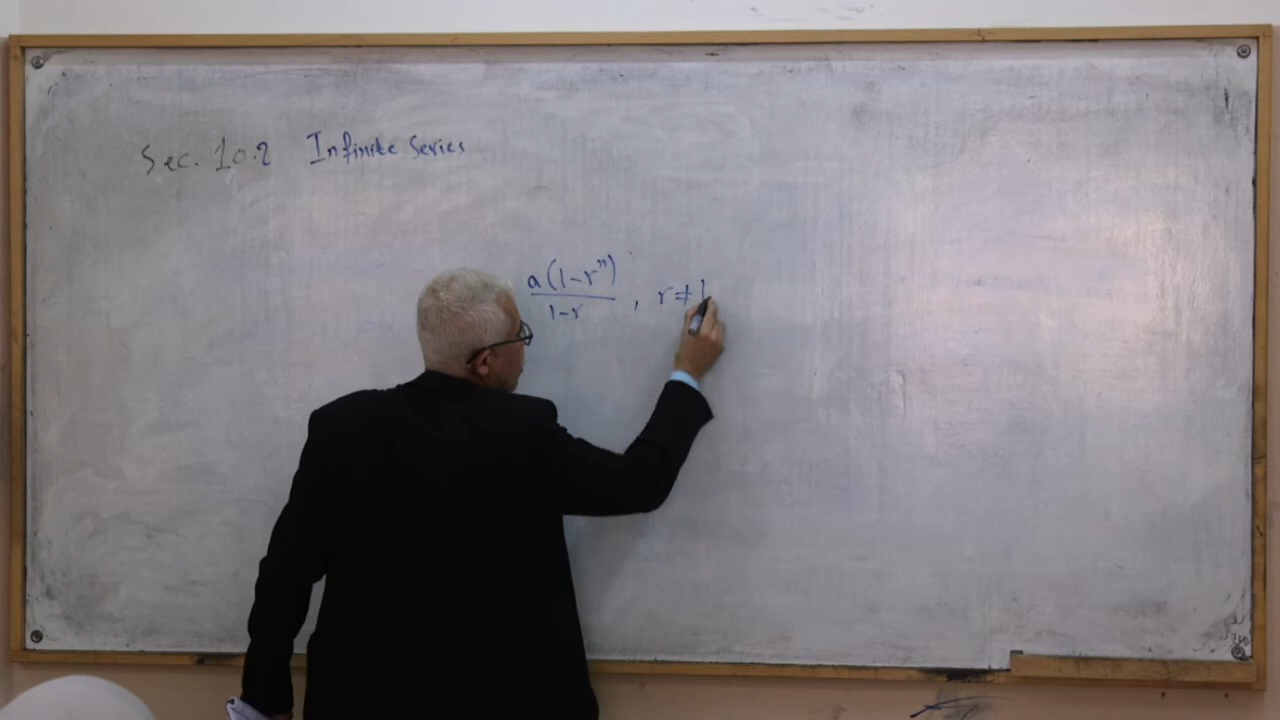 Sec. 10.2 Infinite Series
a(1-r^n)/(1-r) , r≠1